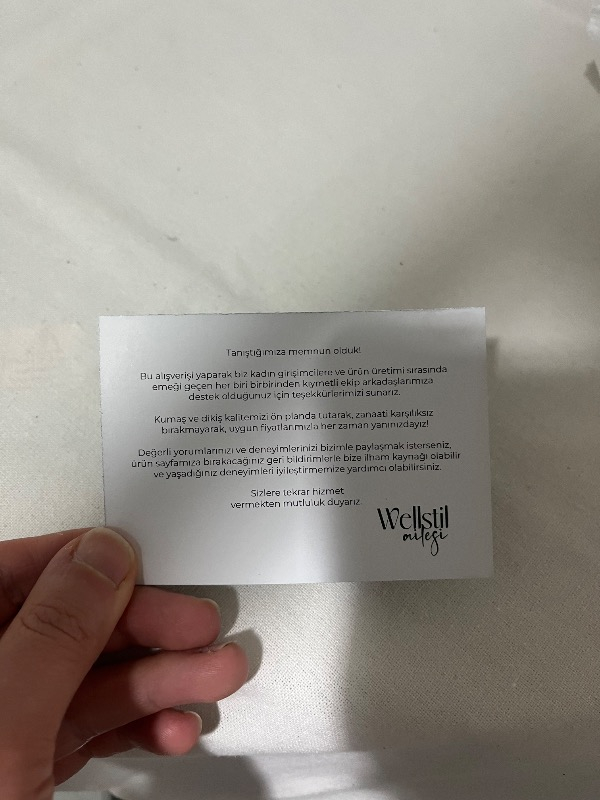 Tanıştığımıza memnun olduk!
Bu alışverişi yaparak biz kadın girişimcilere ve ürün üretimi sırasında
emeği geçen her biri birbirinden kıymetli ekip arkadaşlarımıza
destek olduğunuz için teşekkürlerimizi sunarız.
Kumaş ve dikiş kalitemizi ön planda tutarak, zanaati karşılıksız
bırakmayarak, uygun fiyatlarımızla her zaman yanınızdayız!
Değerli yorumlarınızı ve deneyimlerinizi bizimle paylaşmak isterseniz,
ürün sayfamıza bırakacağınız geri bildirimlerle bize ilham kaynağı olabilir
ve yaşadığınız deneyimleri iyileştirmemize yardımcı olabilirsiniz.
Sizlere tekrar hizmet
vermekten mutluluk duyarız.
Wellstil
ailesi